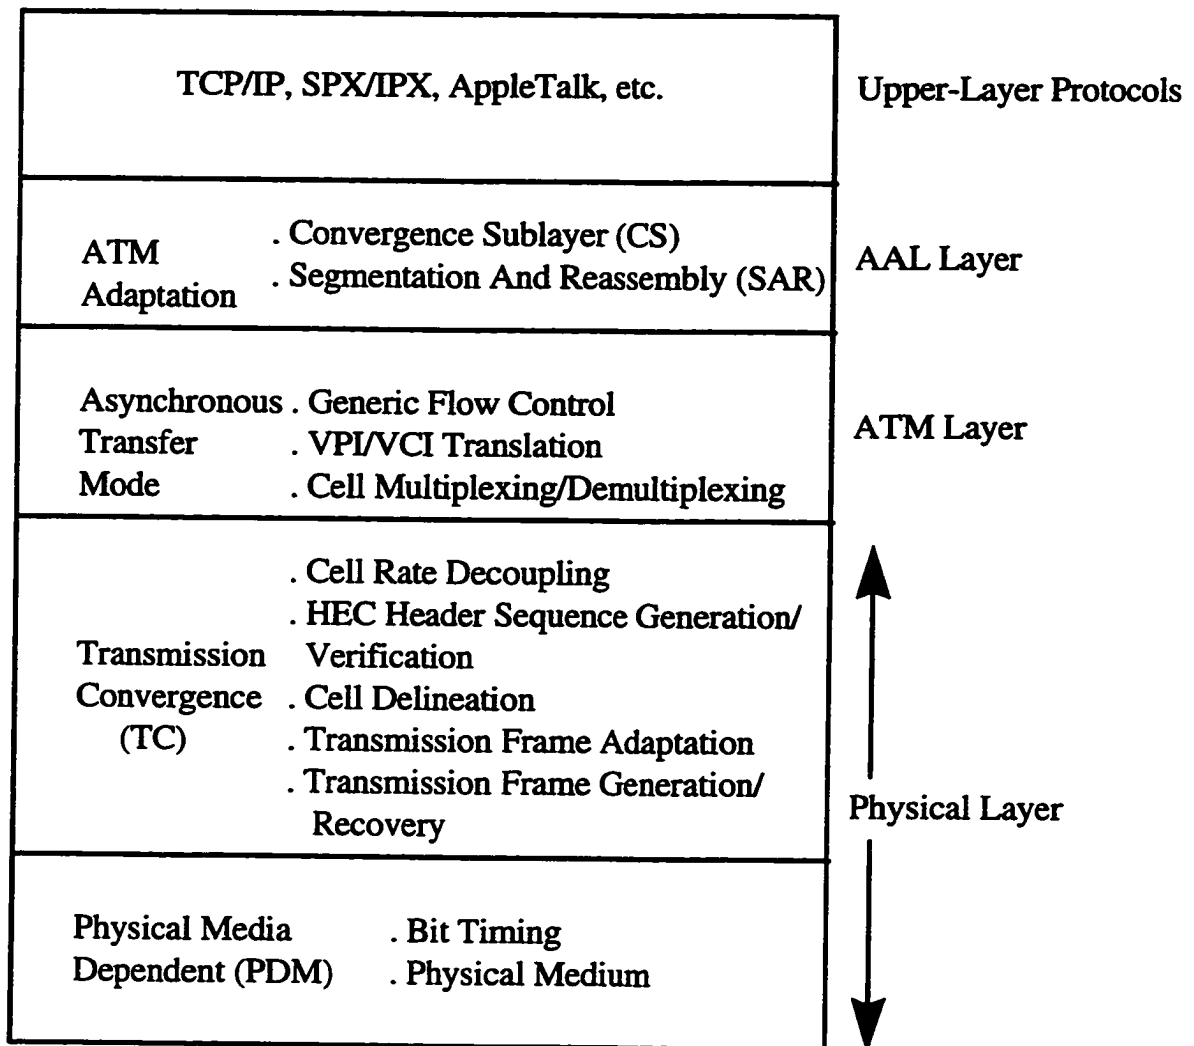 TCP/IP, SPX/IPX, AppleTalk, etc.
Upper-Layer Protocols
ATM
Adaptation
. Convergence Sublayer (CS)
. Segmentation And Reassembly (SAR)
AAL Layer
Asynchronous
Transfer
Mode
. Generic Flow Control
. VPI/VCI Translation
. Cell Multiplexing/Demultiplexing
ATM Layer
Transmission
Convergence
(TC)
. Cell Rate Decoupling
. HEC Header Sequence Generation/
Verification
. Cell Delineation
. Transmission Frame Adaptation
. Transmission Frame Generation/
Recovery
Physical Layer
Physical Media
Dependent (PDM)
. Bit Timing
. Physical Medium